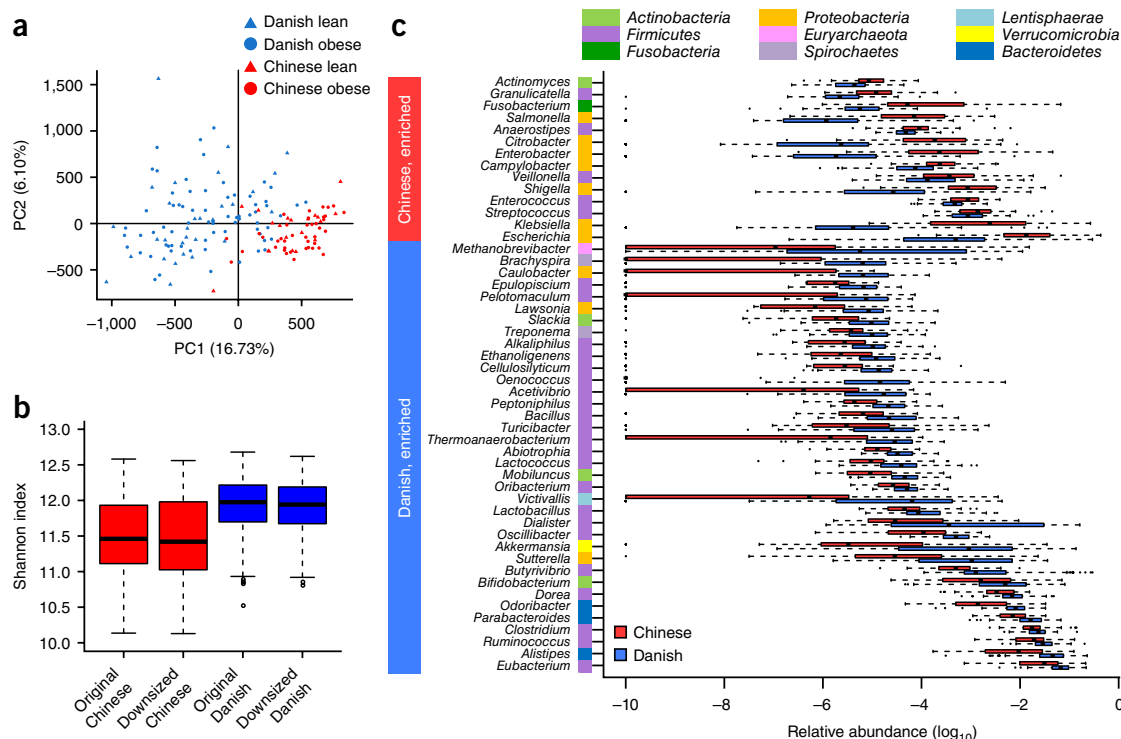 a
Danish lean
Danish obese
Chinese lean
Chinese obese
1,500
1,000
500
0
−500
PC2 (6.10%)
−1,000
−500
0
500
PC1 (16.73%)
b
13.0
12.5
12.0
11.5
11.0
10.5
10.0
Shannon index
Original
Chinese
Downsized
Chinese
Original
Danish
Downsized
Danish
c
Actinobacteria
Firmicutes
Fusobacteria
Proteobacteria
Euryarchaeota
Spirochaetes
Lentisphaerae
Verrucomicrobia
Bacteroidetes
Chinese, enriched
Danish, enriched
Actinomyces
Granulicatella
Fusobacterium
Salmonella
Anaerostipes
Citrobacter
Enterobacter
Campylobacter
Veillonella
Shigella
Enterococcus
Streptococcus
Klebsiella
Escherichia
Methanobrevibacter
Brachyspira
Caulobacter
Epulopiscium
Pelotomaculum
Lawsonia
Slackia
Treponema
Alkaliphilus
Ethanoligenens
Cellulosilyticum
Oenococcus
Acetivibrio
Peptoniphilus
Bacillus
Turicibacter
Thermoanaerobacterium
Abiotrophia
Lactococcus
Mobiluncus
Oribacterium
Victivallis
Lactobacillus
Dialister
Oscillibacter
Akkermansia
Sutterella
Butyrivibrio
Bifidobacterium
Dorea
Odoribacter
Parabacteroides
Clostridium
Ruminococcus
Alistipes
Eubacterium
Chinese
Danish
−10
−8
−6
−4
−2
0
Relative abundance (log10)